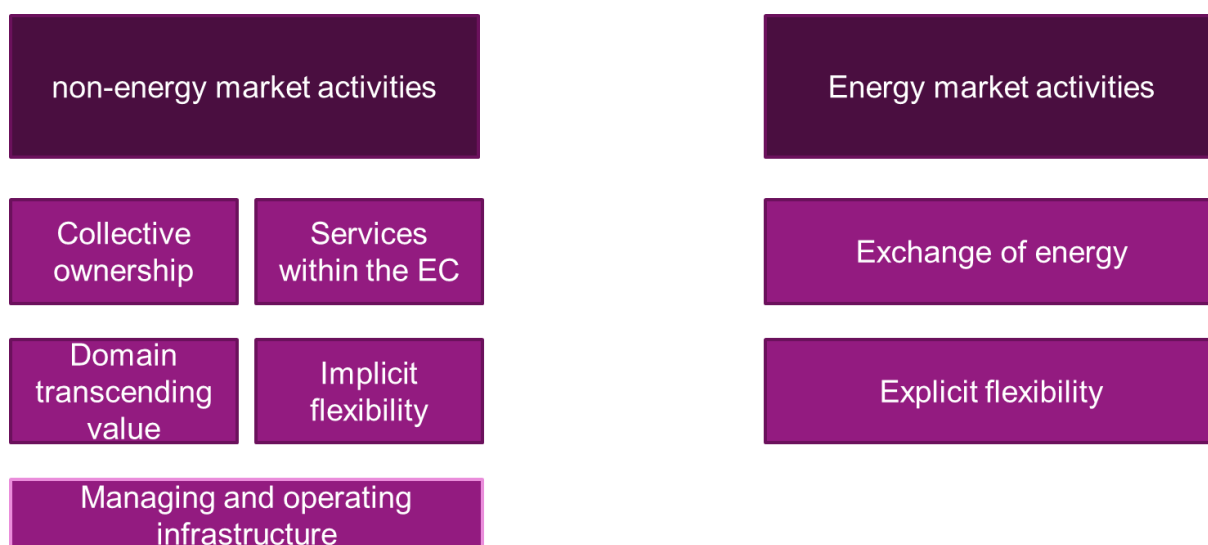 non-energy market activities
Energy market activities
Collective
ownership
Services
within the EC
Exchange of energy
Domain
transcending
value
Implicit
flexibility
Explicit flexibility
Managing and operating
infrastructure